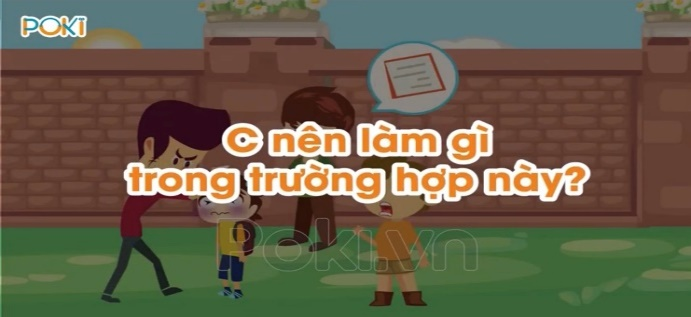 POKI
C nên làm gì
trong trường hợp này?
Poki.vn